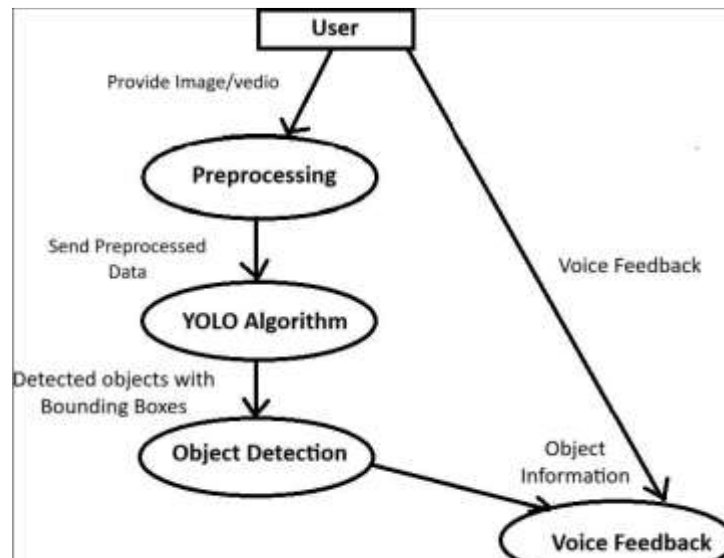 User
Provide Image/vedio
Preprocessing
Send Preprocessed
Data
Voice Feedback
YOLO Algorithm
Detected objects with
Bounding Boxes
Object Detection
Object
Information
Voice Feedback